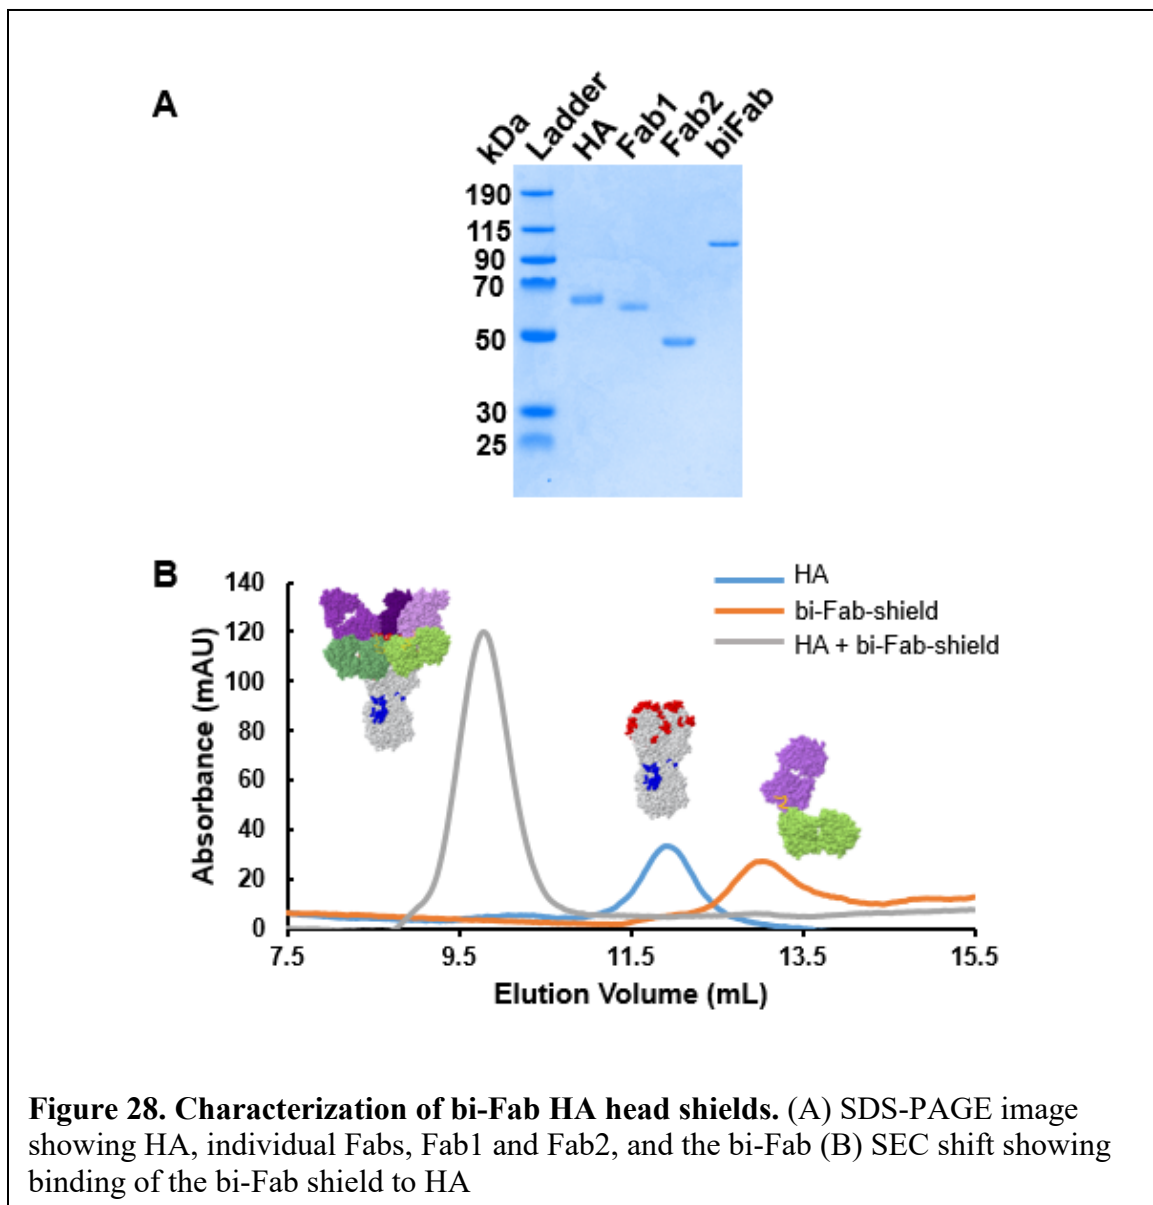 A
kDa
Ladder
HA
Fab1
Fab2
biFab
190
115
90
70
50
30
25
B
140
120
100
80
60
40
20
0
Absorbance (mAU)
HA
bi-Fab-shield
HA + bi-Fab-shield
7.5 9.5 11.5 13.5 15.5
Elution Volume (mL)
Figure 28. Characterization of bi-Fab HA head shields. (A) SDS-PAGE image
showing HA, individual Fabs, Fab1 and Fab2, and the bi-Fab (B) SEC shift showing
binding of the bi-Fab shield to HA